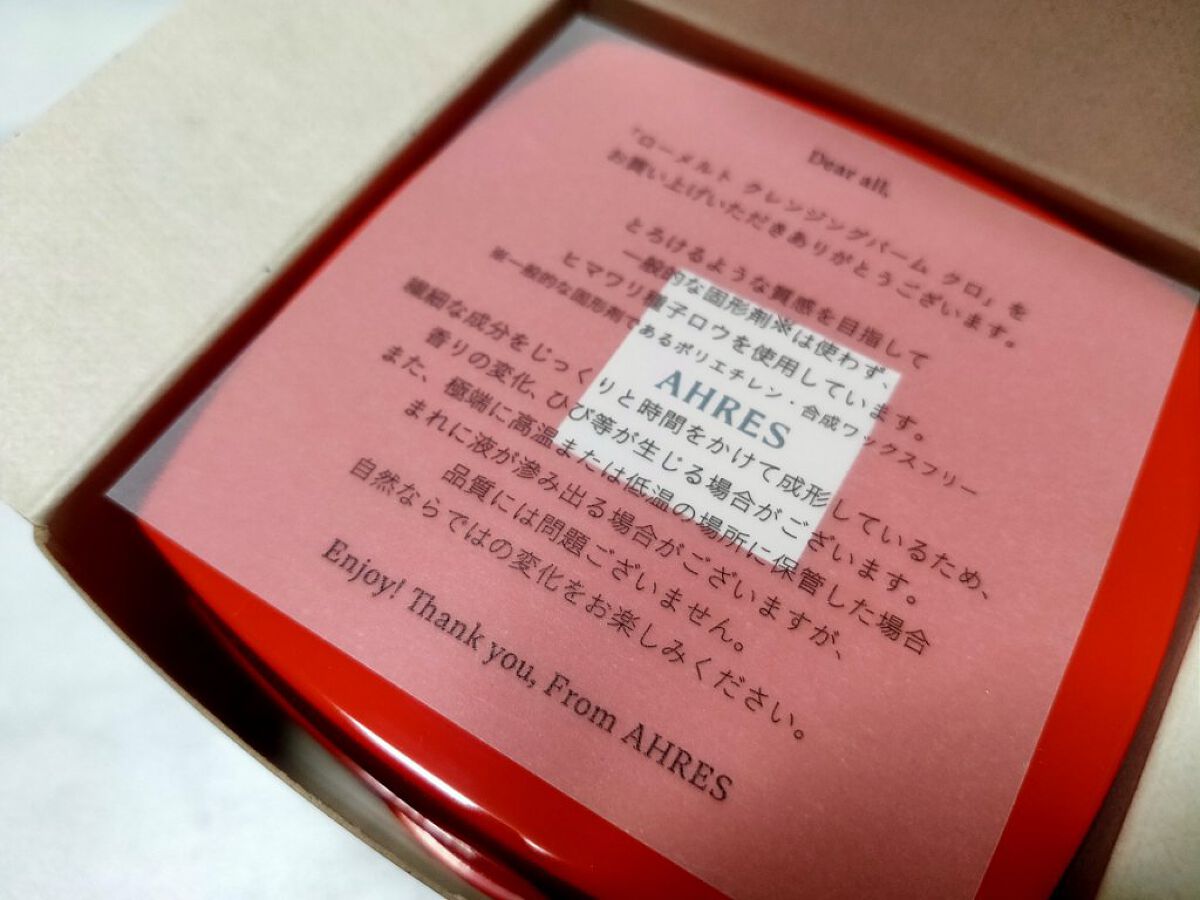 Dear all,
『ローメルト クレンジングバーム クロ』を
お買い上げいただきありがとうございます。
とろけるような質感を目指して
一般的な固形剤※は使わず、
ヒマワリ種子ロウを使用しています。
※一般的な固形剤であるポリエチレン・合成ワックスフリー
AHRES
繊細な成分をじっくりと時間をかけて成形しているため、
香りの変化、ひび等が生じる場合がございます。
また、極端に高温または低温の場所に保管した場合
まれに液が滲み出る場合がございますが、
品質には問題ございません。
自然ならではの変化をお楽しみください。
Enjoy! Thank you, From AHRES